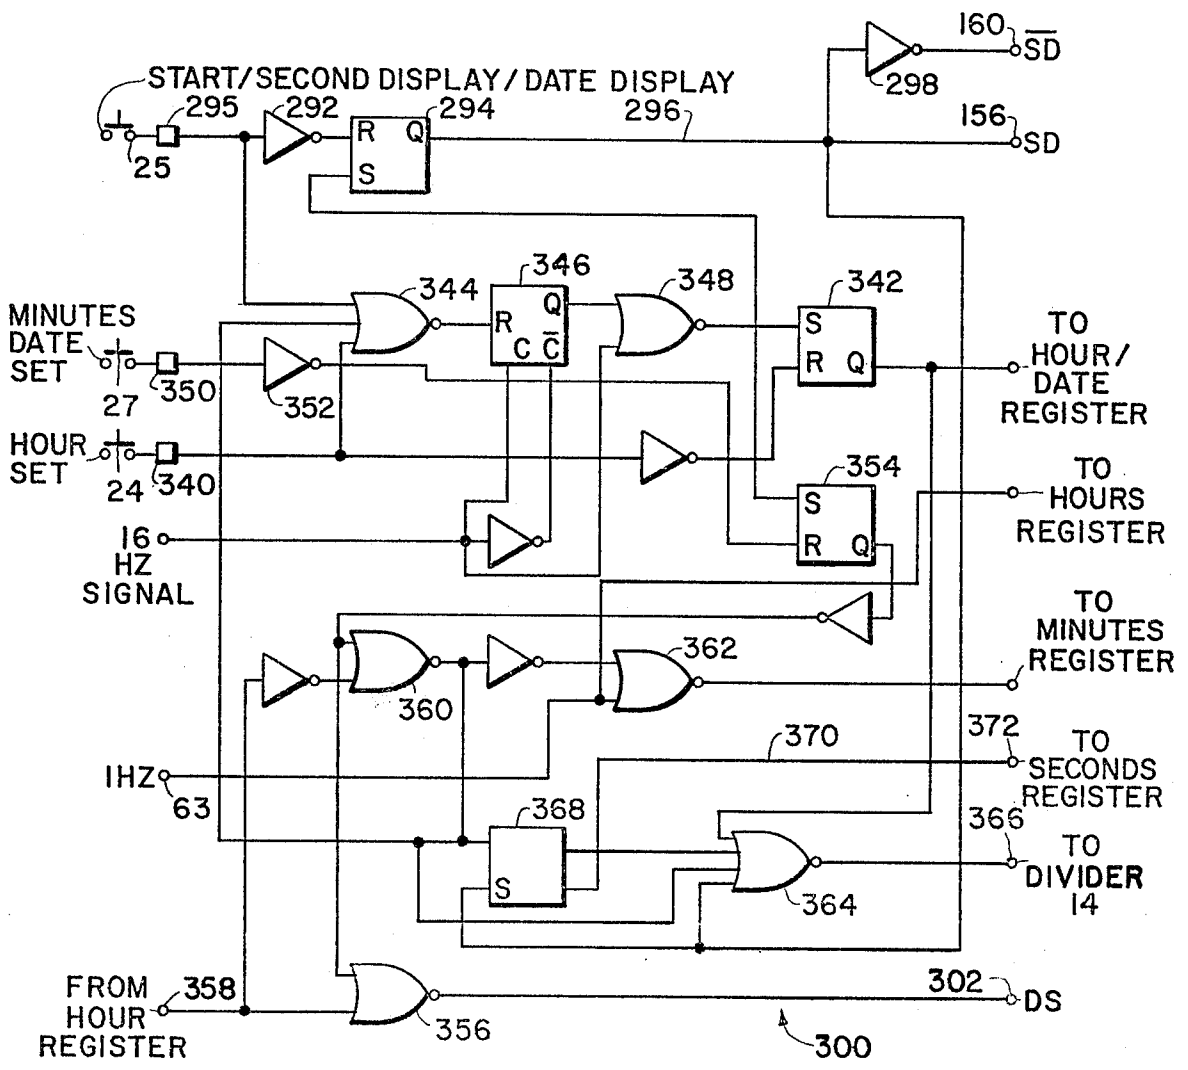 160
SD
298
START/SECOND DISPLAY/DATE DISPLAY
295
292
294
296
156
SD
R Q
S
25
346
344
348
342
MINUTES
DATE
SET
Q
R
C C
S
R Q
TO
HOUR/
DATE
REGISTER
350
352
27
HOUR
SET
24
340
354
TO
HOURS
REGISTER
S
R Q
16
HZ
SIGNAL
TO
MINUTES
REGISTER
362
360
370
372
TO
SECONDS
REGISTER
1HZ
63
368
S
366
TO
DIVIDER
14
364
FROM
HOUR
REGISTER
358
356
302
DS
300